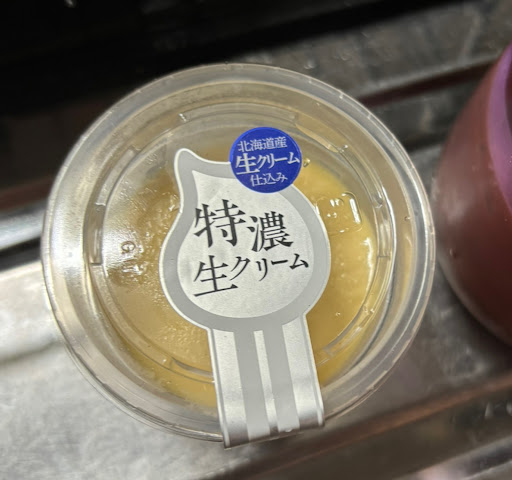 北海道産
生クリーム
仕込み
特濃
生クリーム